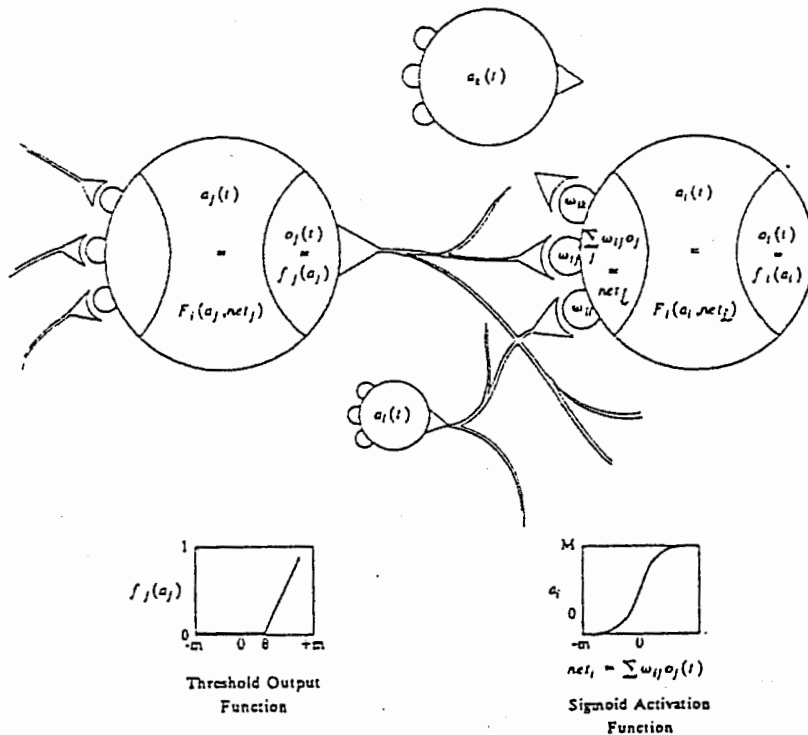 a_k(t)
a_j(t)
=
F_i(a_j, net_j)
o_j(t)
=
f_j(a_j)
ω_ik
ω_ij
ω_il
∑_j ω_ij o_j
=
net_i
a_i(t)
=
F_i(a_i, net_i)
o_i(t)
=
f_i(a_i)
a_l(t)
1
f_j(a_j)
0
-m 0 θ +m
Threshold Output
Function
M
a_i
0
-m 0
net_i = ∑ ω_ij o_j(t)
Sigmoid Activation
Function